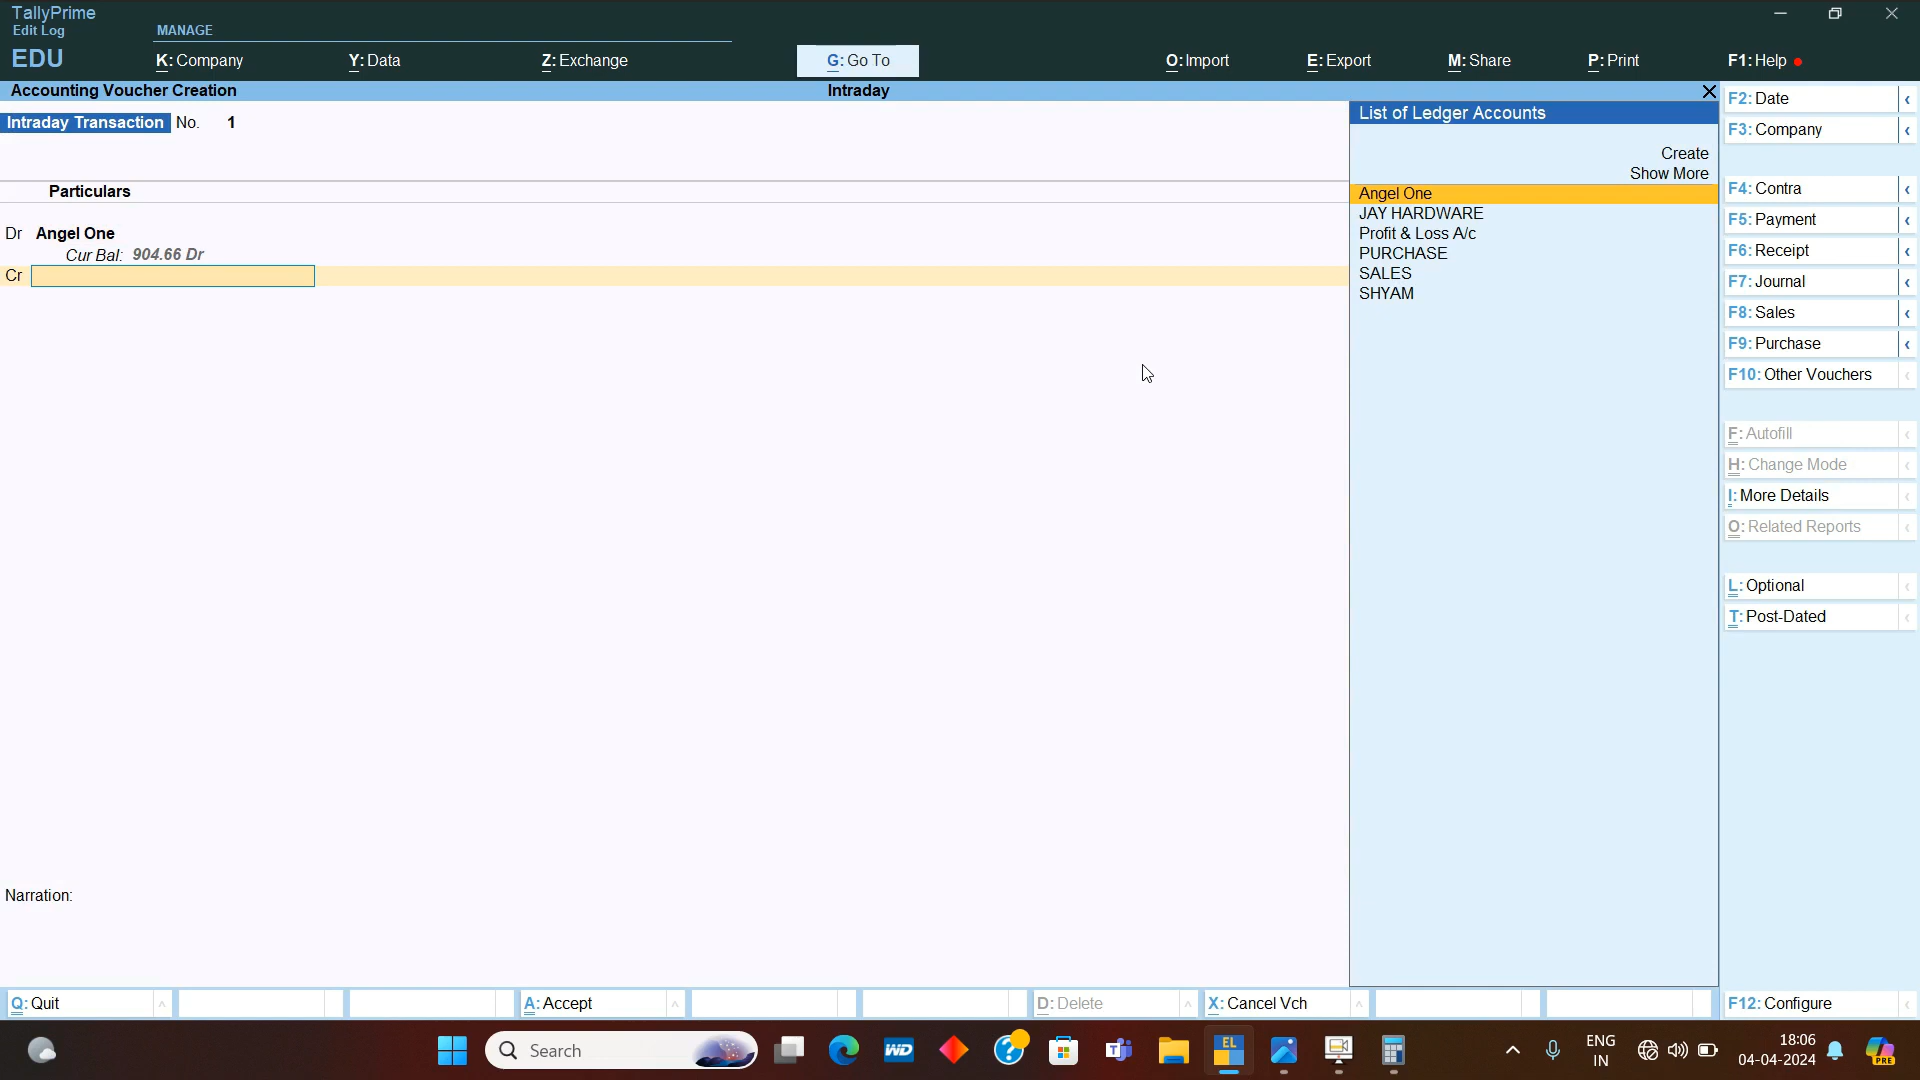 TallyPrime
Edit Log
EDU
MANAGE
K: Company
Y: Data
Z: Exchange
G: Go To
O: Import
E: Export
M: Share
P: Print
F1: Help
Accounting Voucher Creation
Intraday
Intraday Transaction No. 1
Particulars
Dr Angel One
Cur Bal: 904.66 Dr
Cr
Narration:
List of Ledger Accounts
Create
Show More
Angel One
JAY HARDWARE
Profit & Loss A/c
PURCHASE
SALES
SHYAM
F2: Date
F3: Company
F4: Contra
F5: Payment
F6: Receipt
F7: Journal
F8: Sales
F9: Purchase
F10: Other Vouchers
F: Autofill
H: Change Mode
I: More Details
O: Related Reports
L: Optional
T: Post-Dated
F12: Configure
Q: Quit
A: Accept
D: Delete
X: Cancel Vch
Search
WD
EL
ENG
IN
18:06
04-04-2024
PRE